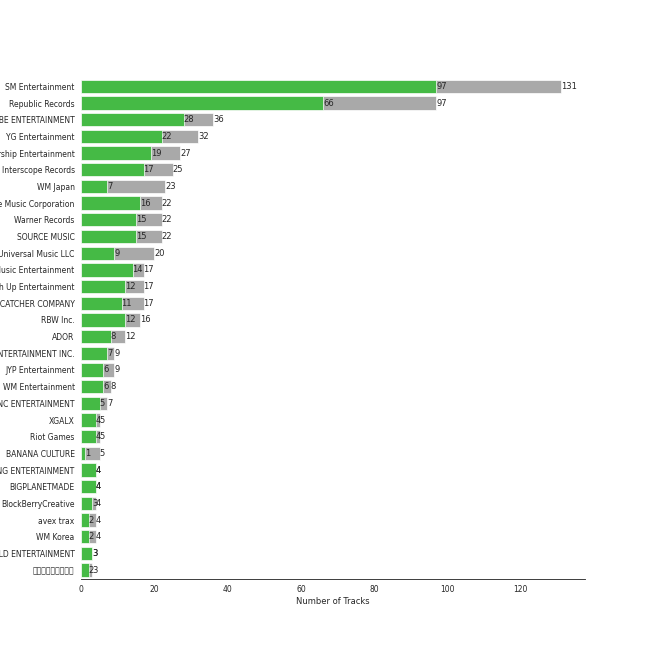 SM Entertainment 97 131
Republic Records 66 97
BE ENTERTAINMENT 28 36
YG Entertainment 22 32
rship Entertainment 19 27
Interscope Records 17 25
WM Japan 7 23
e Music Corporation 16 22
Warner Records 15 22
SOURCE MUSIC 15 22
Universal Music LLC 9 20
usic Entertainment 14 17
h Up Entertainment 12 17
CATCHER COMPANY 11 17
RBW Inc. 12 16
ADOR 8 12
NTERTAINMENT INC. 7 9
JYP Entertainment 6 9
WM Entertainment 6 8
NC ENTERTAINMENT 5 7
XGALX 4 5
Riot Games 4 5
BANANA CULTURE 1 5
NG ENTERTAINMENT 4 4
BIGPLANETMADE 4 4
BlockBerryCreative 3 4
avex trax 2 4
WM Korea 2 4
LD ENTERTAINMENT 3 3
2 3
0 20 40 60 80 100 120
Number of Tracks